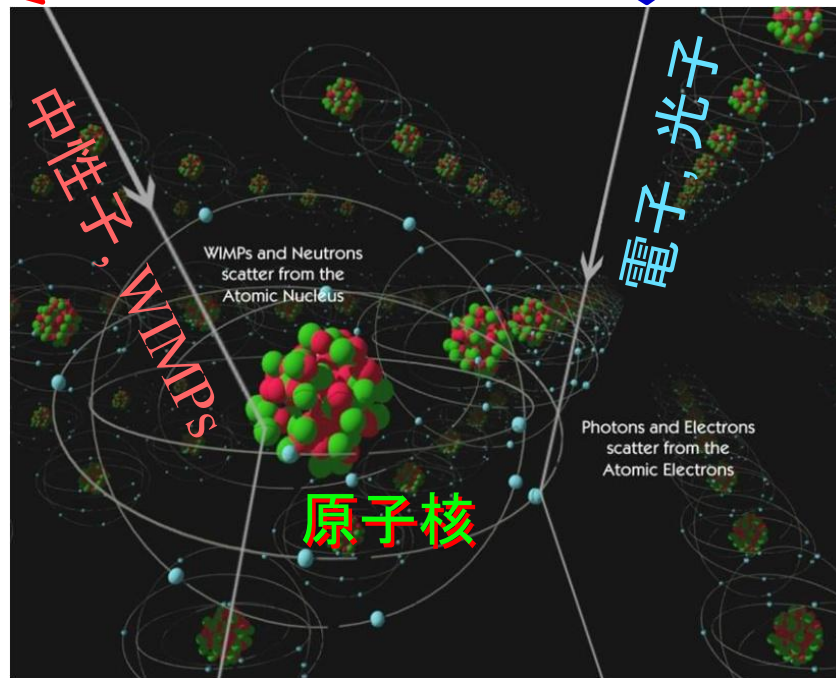 中性子, WIMPs
電子, 光子
WIMPs and Neutrons
scatter from the
Atomic Nucleus
Photons and Electrons
scatter from the
Atomic Electrons
原子核